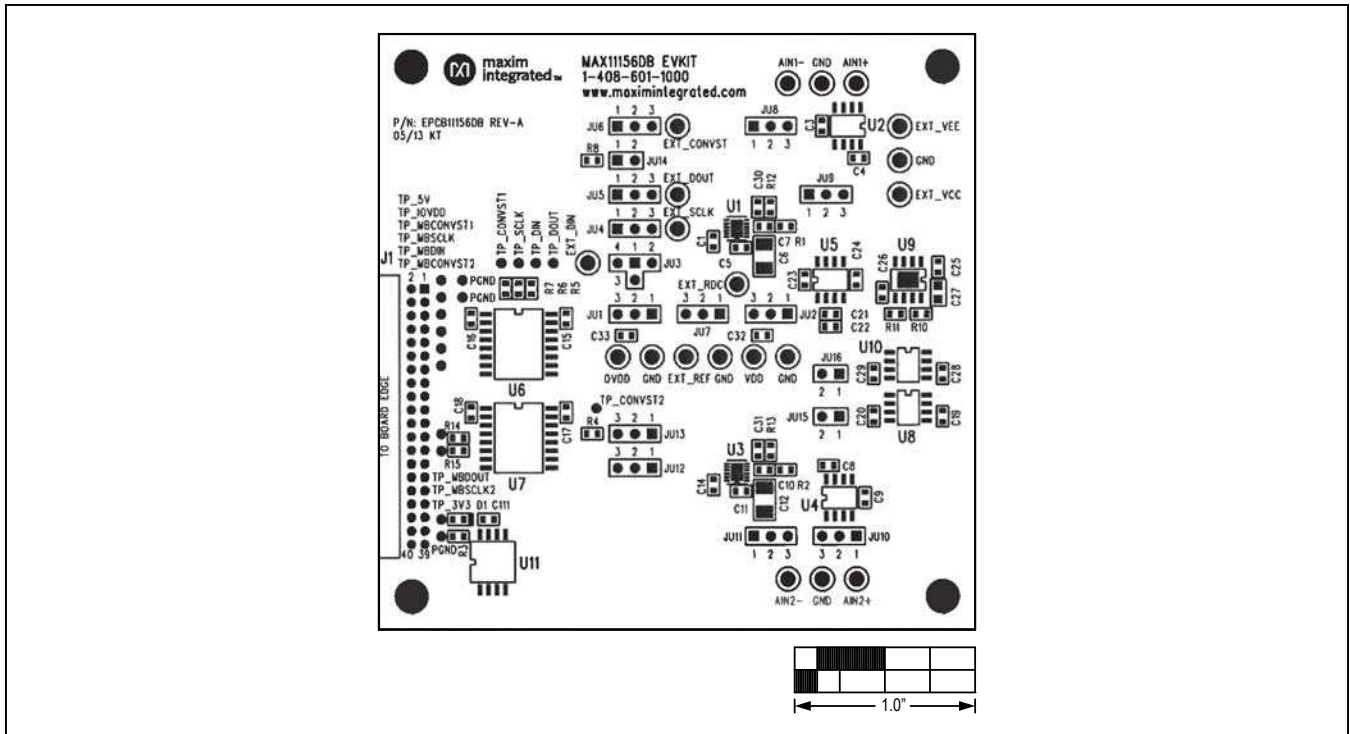 maxim
integrated™
MAX11156DB EVKIT
1-408-601-1000
www.maximintegrated.com
P/N: EPCB11156DB REV-A
05/13 KT
AIN1- GND AIN1+
JU8
1 2 3
C3
U2
EXT_VEE
C4
GND
EXT_VCC
JU9
1 2 3
1 2 3
JU6
EXT_CONVST
1 2
R8
JU14
1 2 3
EXT_DOUT
JU5
1 2 3
EXT_SCLK
JU4
4 1 2
JU3
3
TP_5V
TP_IOVDD
TP_MBCONVST1
TP_MBSCLK
TP_MBDIN
TP_MBCONVST2
TP_CONVST1
TP_SCLK
TP_DIN
TP_DOUT
EXT_DIN
J1
2 1
PGND
PGND
R7
R6
R5
C16
C15
U6
C30
R12
U1
C1
C5
R1
C7
C6
EXT_RDC
U5
C23
C24
C21
C22
U9
C26
C25
C27
R11
R10
3 2 1
JU1
C33
3 2 1
JU7
3 2 1
JU2
C32
OVDD GND EXT_REF GND VDD GND
U10
C29
C28
JU16
2 1
JU15
2 1
C20
C19
U8
TO BOARD EDGE
C18
C17
U7
R14
R15
TP_MBDOUT
TP_MBSCLK2
TP_3V3 D1 C111
PGND
R3
40 39
U11
TP_CONVST2
R4
3 2 1
JU13
3 2 1
JU12
C31
R13
U3
C14
C11
C10 R2
C12
C8
U4
C9
JU11
1 2 3
JU10
3 2 1
AIN2- GND AIN2+
1.0"